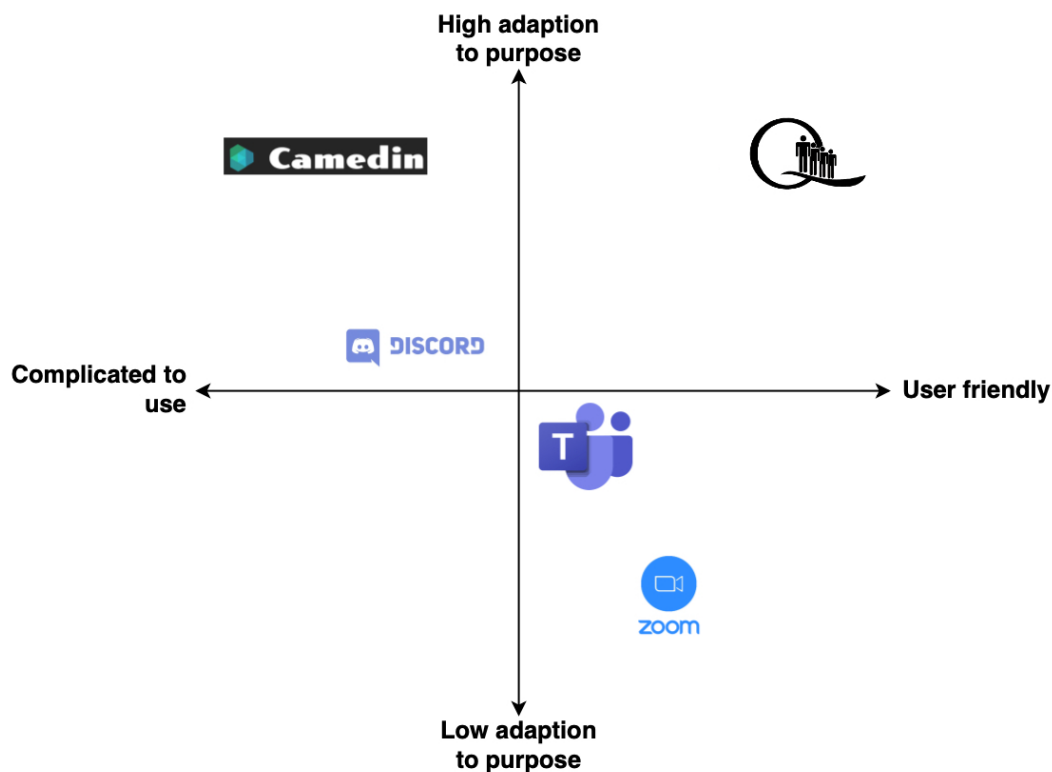 High adaption
to purpose
Camedin
Q
DISCORD
Complicated to
use
User friendly
T
zoom
Low adaption
to purpose